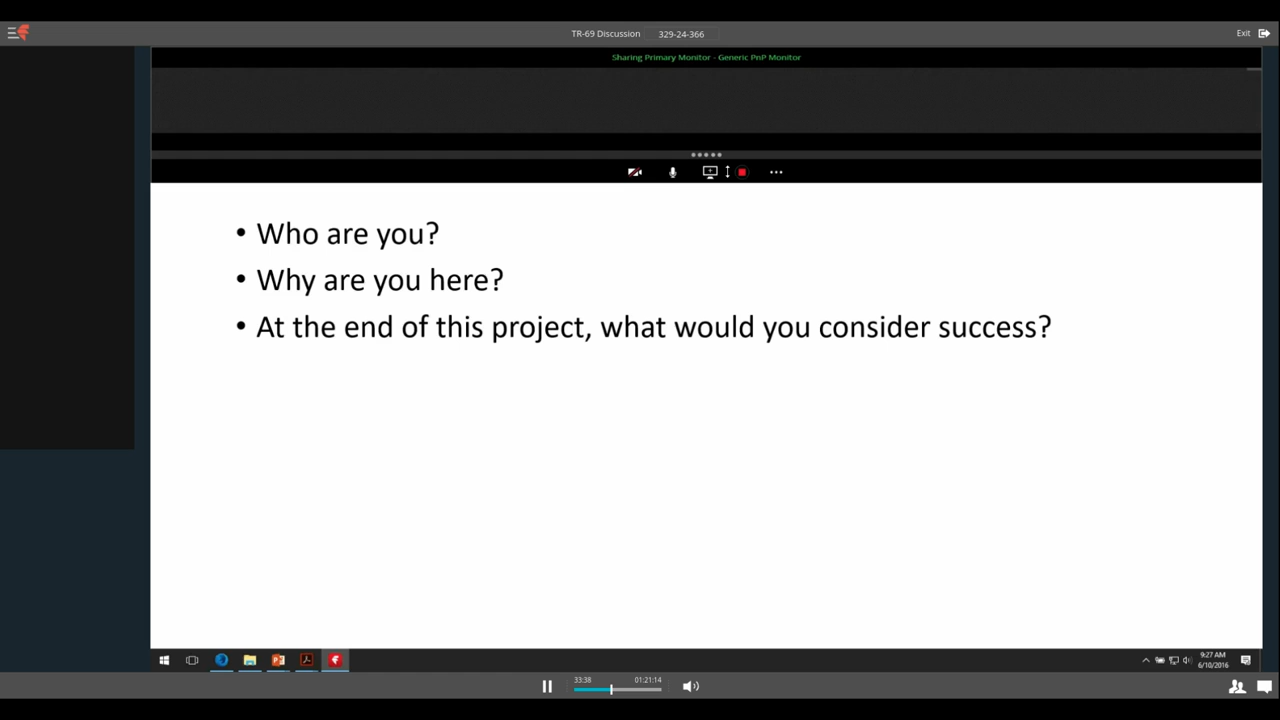 TR-69 Discussion 329-24-366 Exit
Sharing Primary Monitor - Generic PnP Monitor
• Who are you?
• Why are you here?
• At the end of this project, what would you consider success?
9:27 AM
6/10/2016
33:38 01:21:14